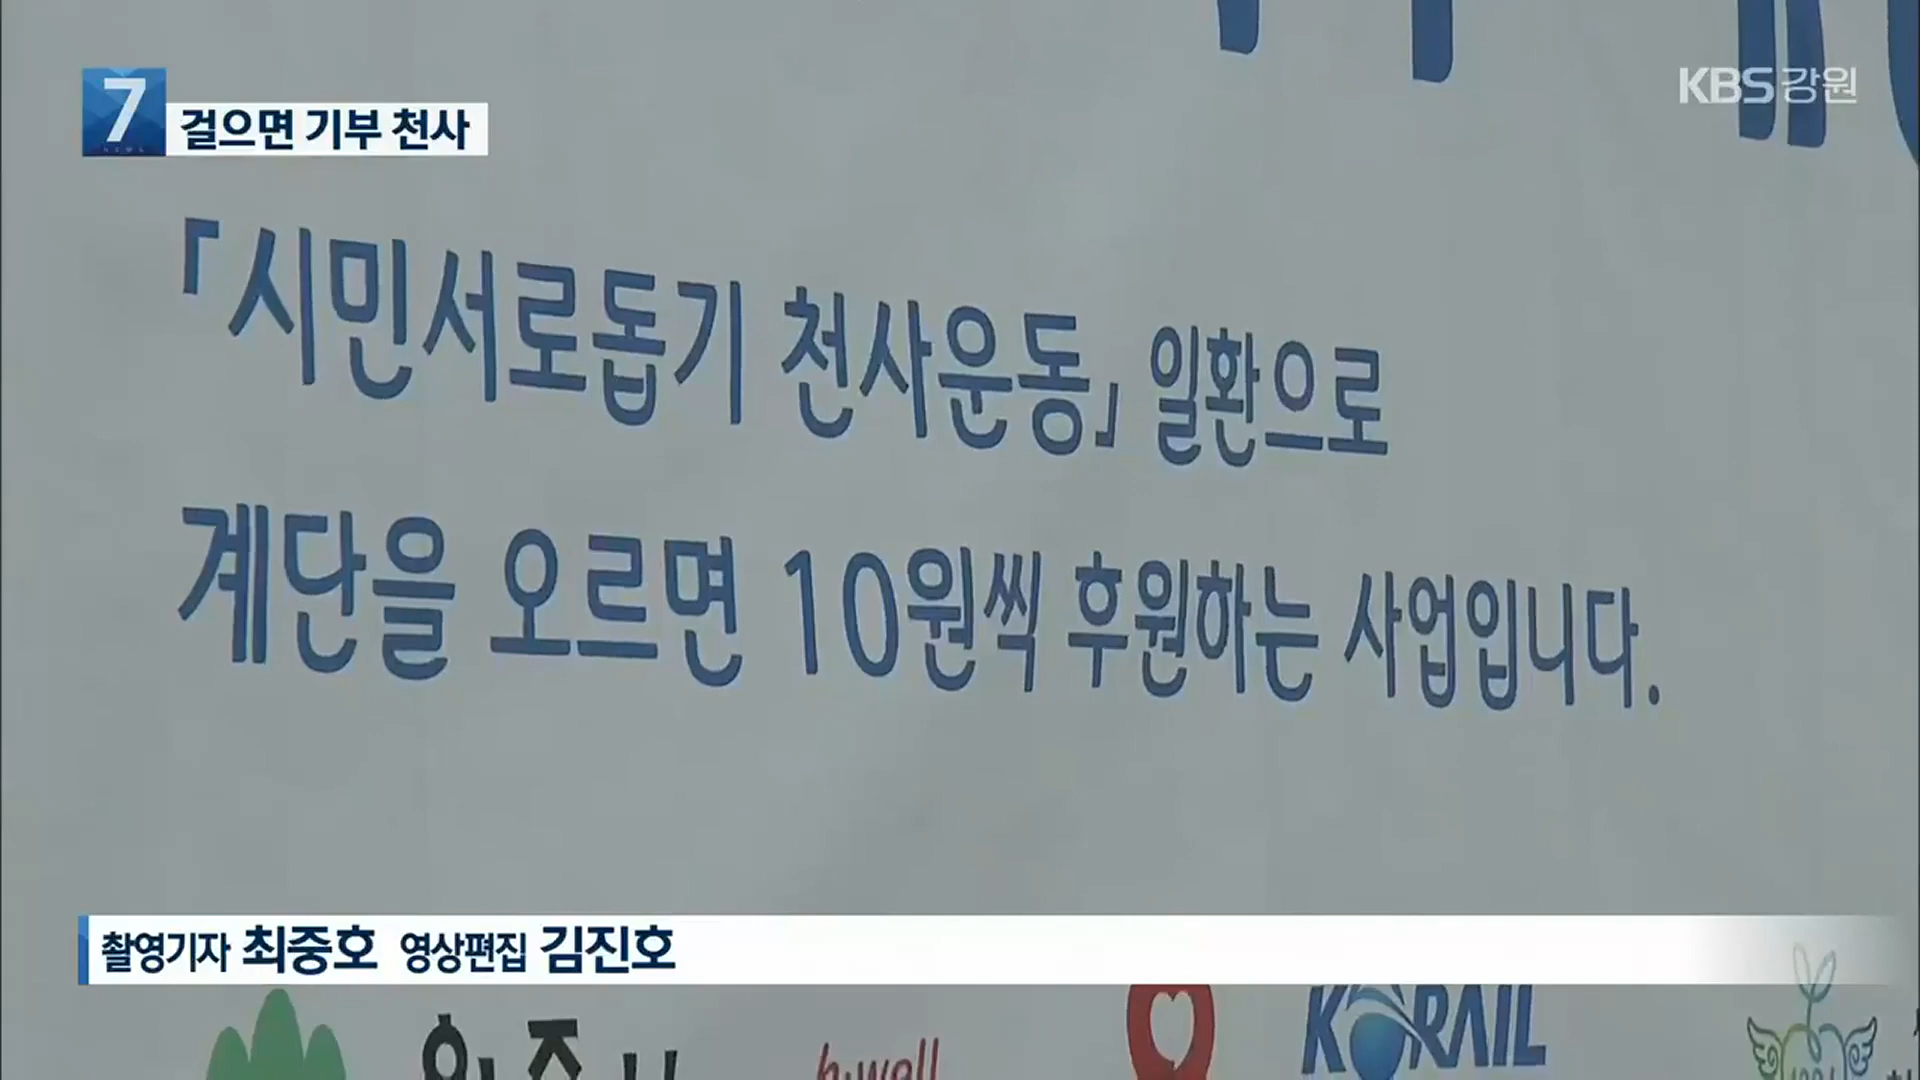 7 걸으면 기부 천사
KBS강원
「시민서로돕기 천사운동」 일환으로
계단을 오르면 10원씩 후원하는 사업입니다.
촬영기자 최중호 영상편집 김진호
h·well
KORAIL